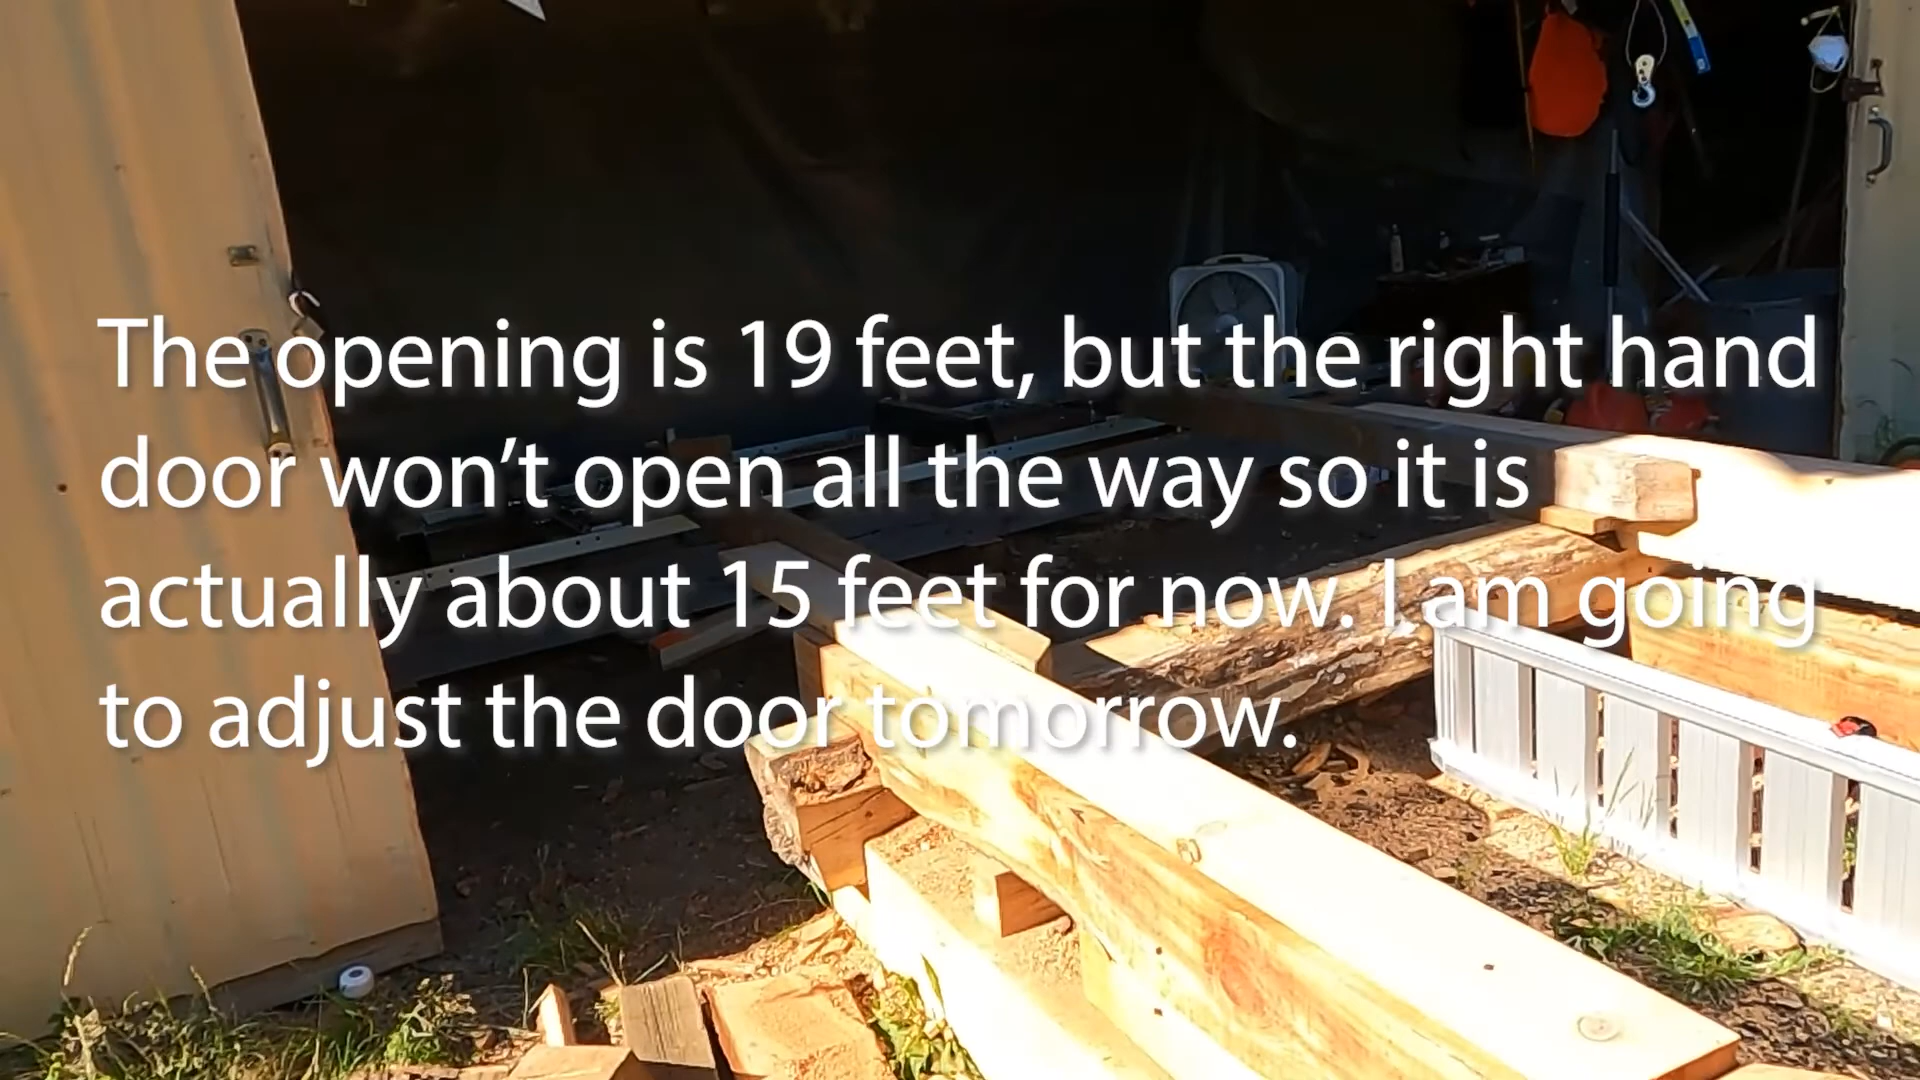 The opening is 19 feet, but the right hand
door won’t open all the way so it is
actually about 15 feet for now. I am going
to adjust the door tomorrow.